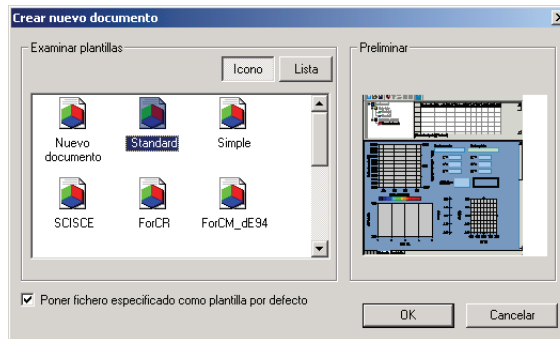 Crear nuevo documento
Examinar plantillas
Preliminar
Icono
Lista
Nuevo
documento
Standard
Simple
SCISCE
ForCR
ForCM_dE94
Poner fichero especificado como plantilla por defecto
OK
Cancelar